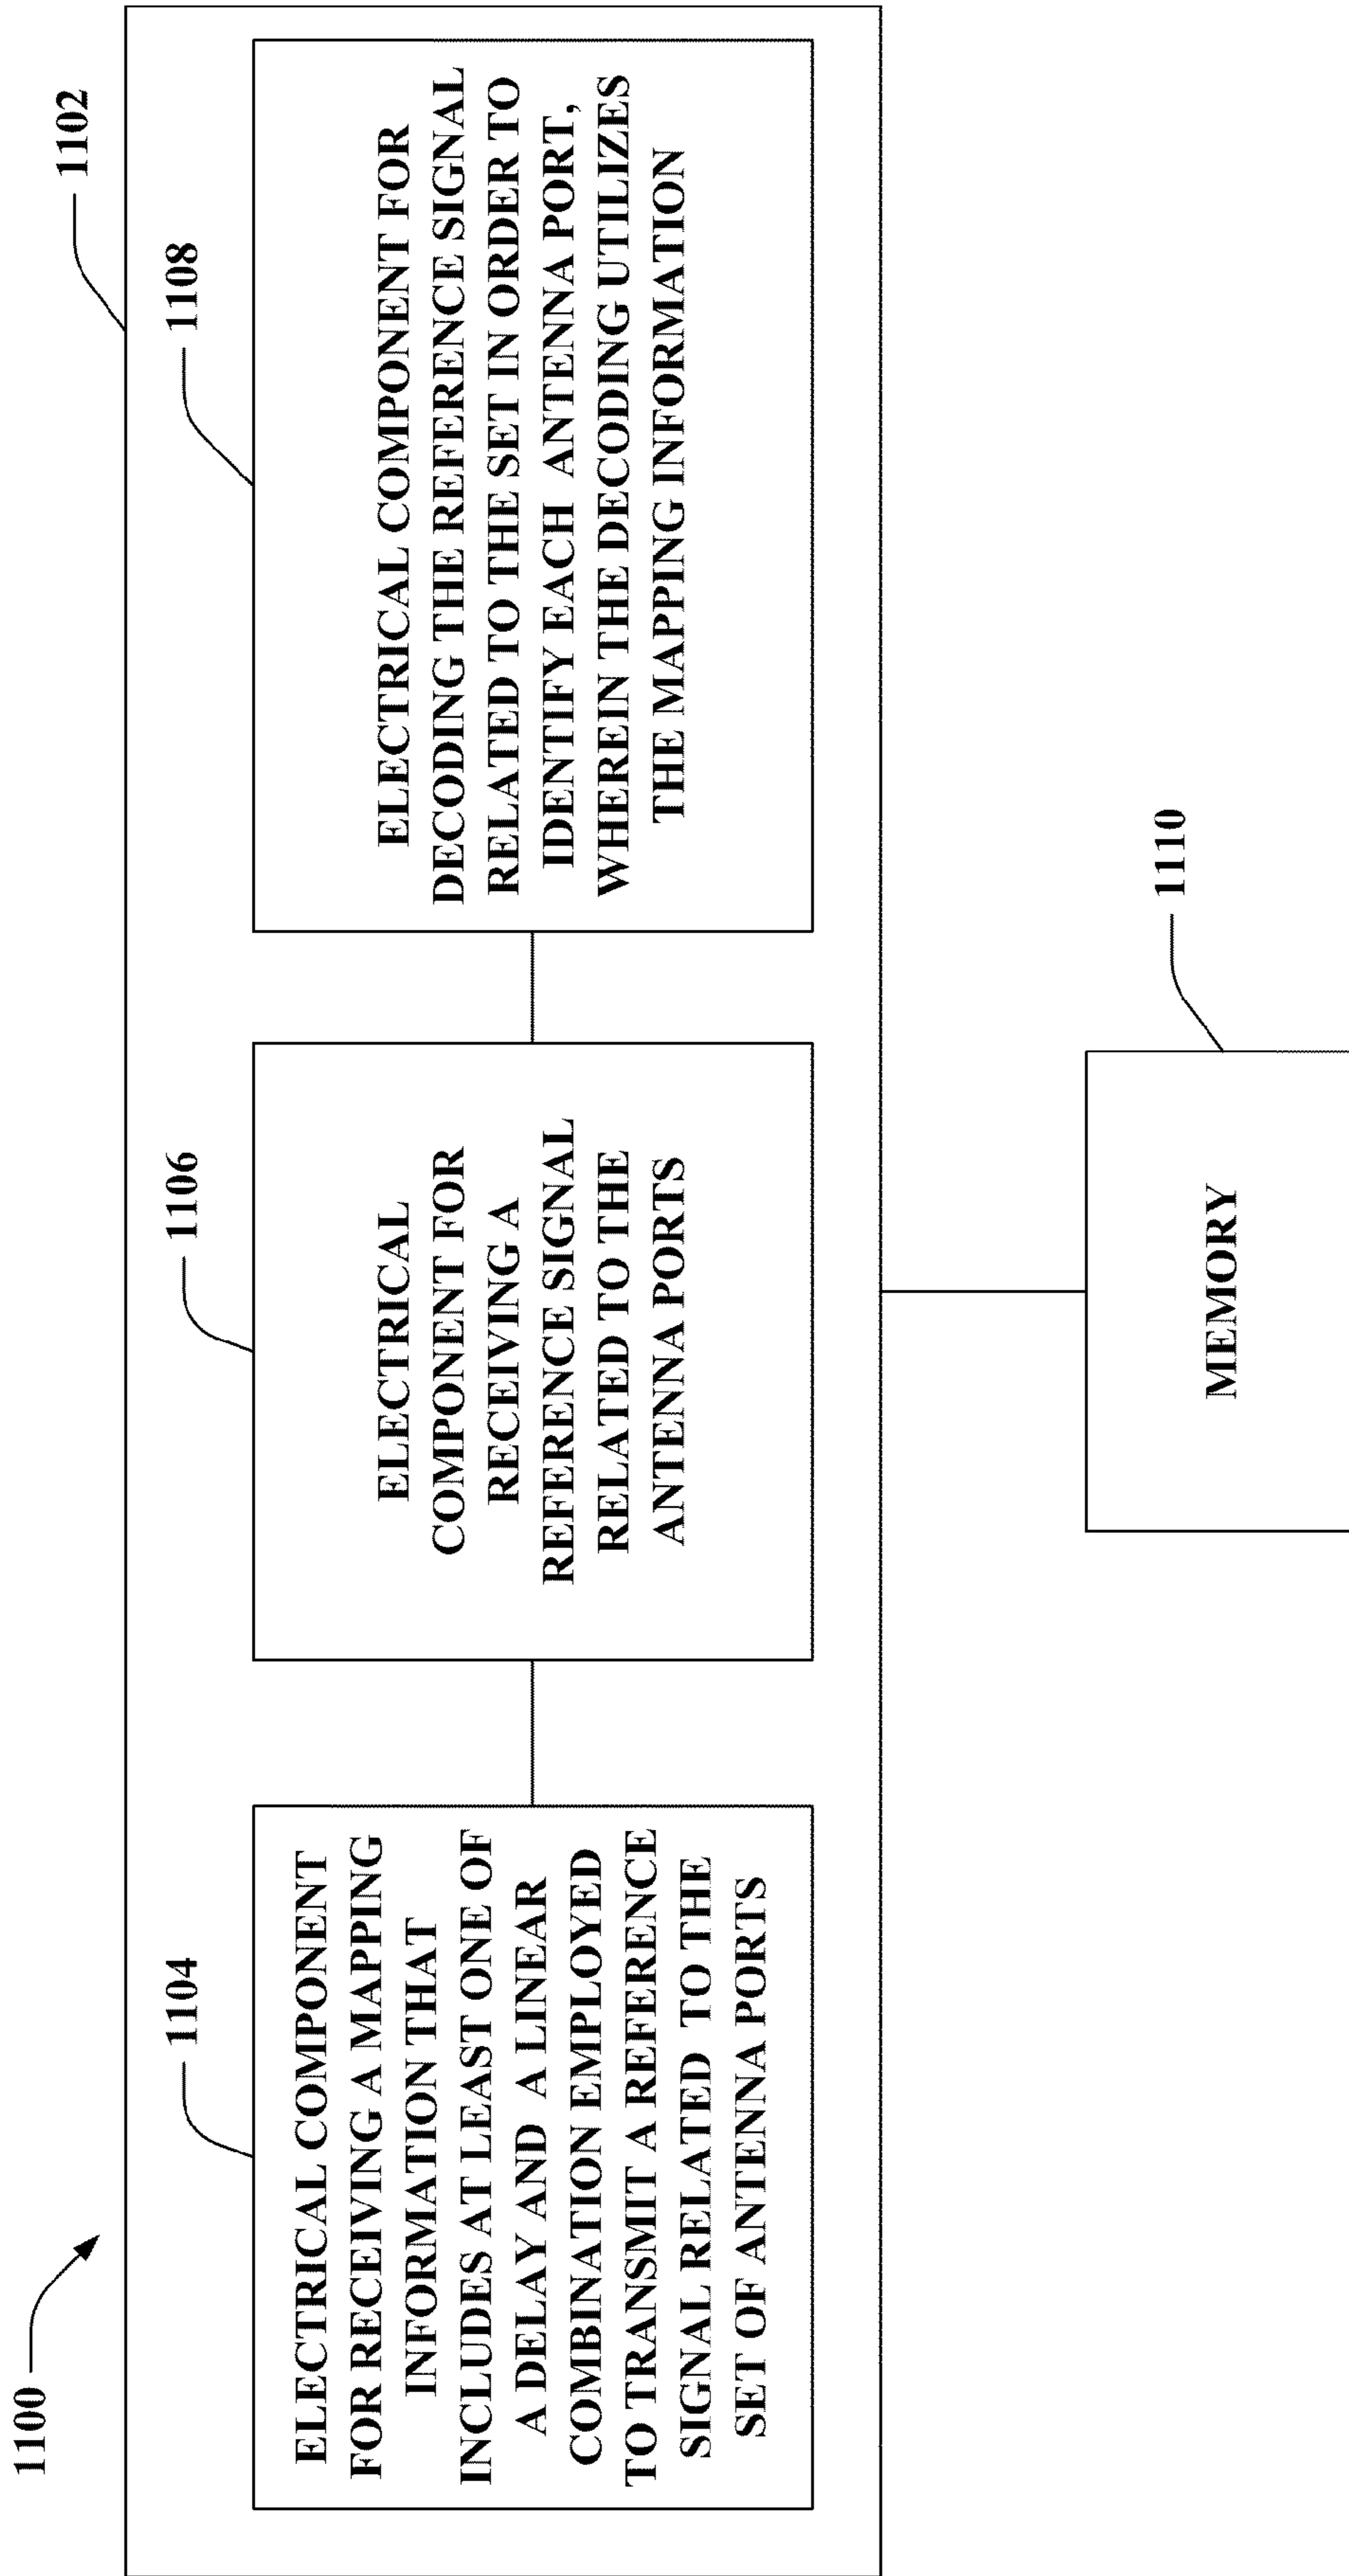 1100
1102
1104
ELECTRICAL COMPONENT
FOR RECEIVING A MAPPING
INFORMATION THAT
INCLUDES AT LEAST ONE OF
A DELAY AND A LINEAR
COMBINATION EMPLOYED
TO TRANSMIT A REFERENCE
SIGNAL RELATED TO THE
SET OF ANTENNA PORTS
1106
ELECTRICAL
COMPONENT FOR
RECEIVING A
REFERENCE SIGNAL
RELATED TO THE
ANTENNA PORTS
1108
ELECTRICAL COMPONENT FOR
DECODING THE REFERENCE SIGNAL
RELATED TO THE SET IN ORDER TO
IDENTIFY EACH ANTENNA PORT,
WHEREIN THE DECODING UTILIZES
THE MAPPING INFORMATION
1110
MEMORY